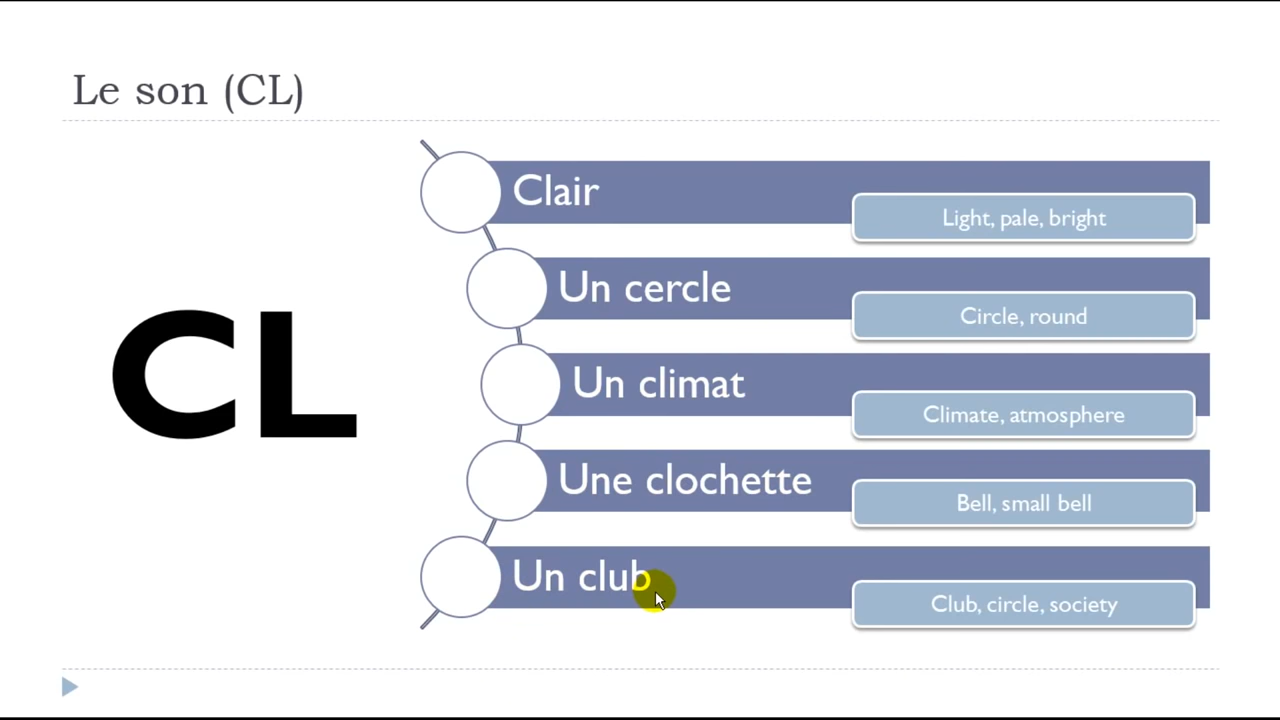 Le son (CL)
CL
Clair
Light, pale, bright
Un cercle
Circle, round
Un climat
Climate, atmosphere
Une clochette
Bell, small bell
Un club
Club, circle, society